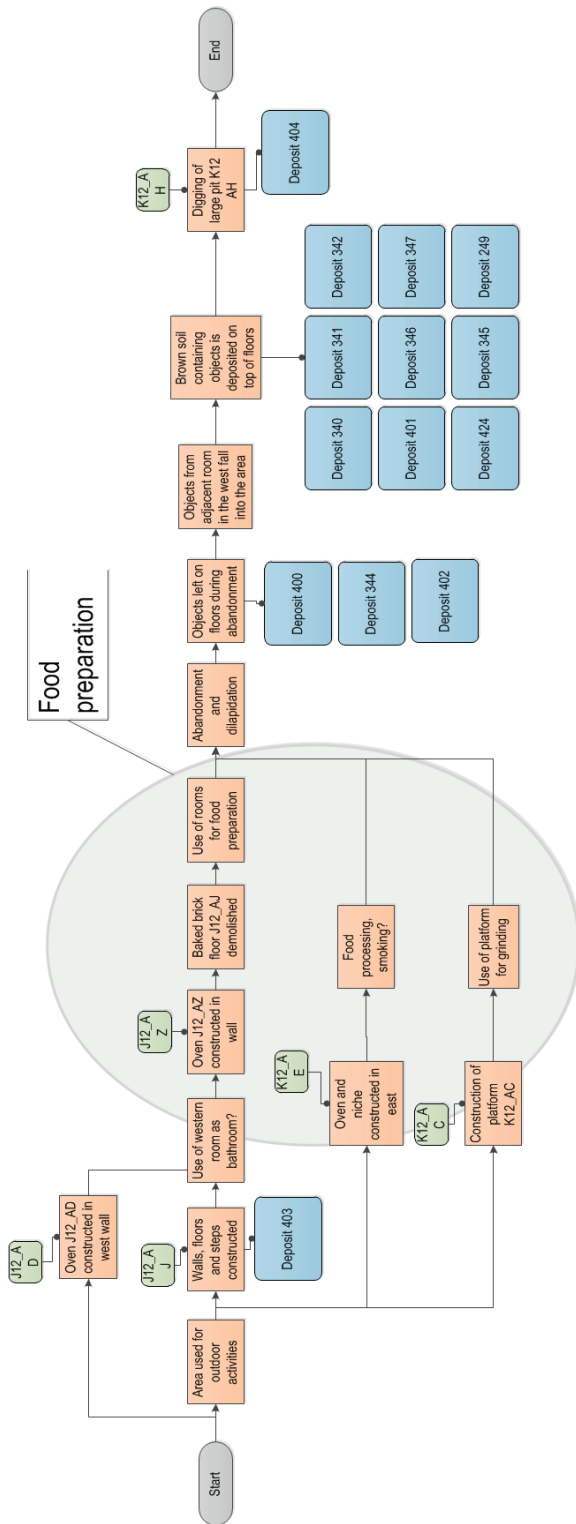 Start
Area used for
outdoor
activities
J12_A
D
Oven J12_AD
constructed in
west wall
J12_A
J
Walls, floors
and steps
constructed
Deposit 403
Use of western
room as
bathroom?
J12_A
Z
Oven J12_AZ
constructed in
wall
Baked brick
floor J12_AJ
demolished
Use of rooms
for food
preparation
K12_A
E
Oven and
niche
constructed in
east
Food
processing,
smoking?
K12_A
C
Construction of
platform
K12_AC
Use of platform
for grinding
Food
preparation
Abandonment
and
dilapidation
Objects left on
floors during
abandonment
Deposit 400
Deposit 344
Deposit 402
Objects from
adjacent room
in the west fall
into the area
Brown soil
containing
objects is
deposited on
top of floors
Deposit 340
Deposit 341
Deposit 342
Deposit 401
Deposit 346
Deposit 347
Deposit 424
Deposit 345
Deposit 249
K12_A
H
Digging of
large pit K12
AH
Deposit 404
End